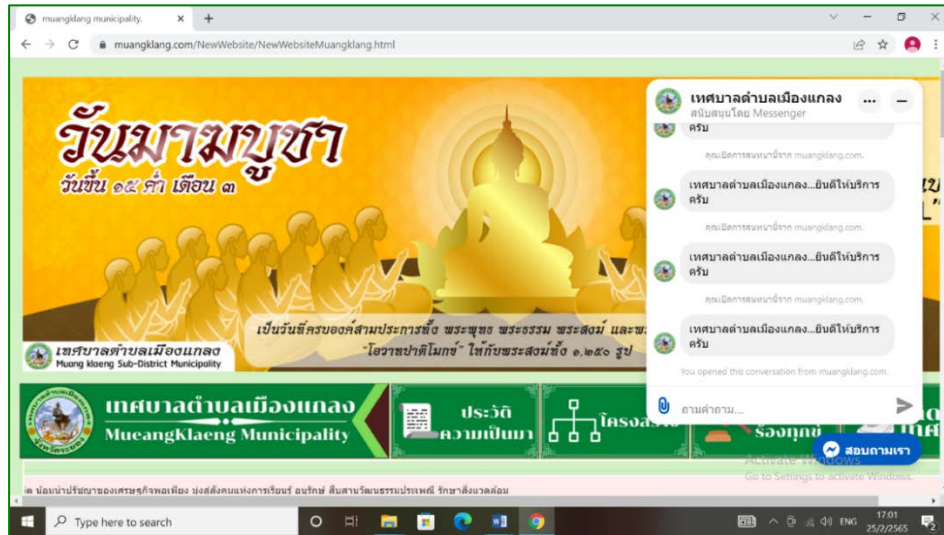 muangklang municipality.
muangklang.com/NewWebsite/NewWebsiteMuangklang.html
วันมาฆบูชา
วันขึ้น ๑๕ ค่ำ เดือน ๓
เป็นวันที่ครบองค์สามประการทั้ง พระพุทธ พระธรรม พระสงฆ์ และพ
"โอวาทปาติโมกข์" ให้กับพระสงฆ์ทั้ง ๑,๒๕๐ รูป
เทศบาลตำบลเมืองแกลง
Muang klaeng Sub-District Municipality
เทศบาลตำบลเมืองแกลง
สนับสนุนโดย Messenger
ครับ
คุณเปิดการสนทนานี้จาก muangklang.com.
เทศบาลตำบลเมืองแกลง...ยินดีให้บริการ
ครับ
คุณเปิดการสนทนานี้จาก muangklang.com.
เทศบาลตำบลเมืองแกลง...ยินดีให้บริการ
ครับ
คุณเปิดการสนทนานี้จาก muangklang.com.
เทศบาลตำบลเมืองแกลง...ยินดีให้บริการ
ครับ
You opened this conversation from muangklang.com.
ถามคำถาม...
สอบถามเรา
เทศบาลตำบลเมืองแกลง
MueangKlaeng Municipality
ประวัติ
ความเป็นมา
โครงสร้าง
ร้องทุกข์
Activate Windows
Go to Settings to activate Windows.
น้อมนำปรัชญาของเศรษฐกิจพอเพียง มุ่งสู่สังคมแห่งการเรียนรู้ อนุรักษ์ สืบสานวัฒนธรรมประเพณี รักษาสิ่งแวดล้อม
Type here to search
ENG
17:01
25/2/2565